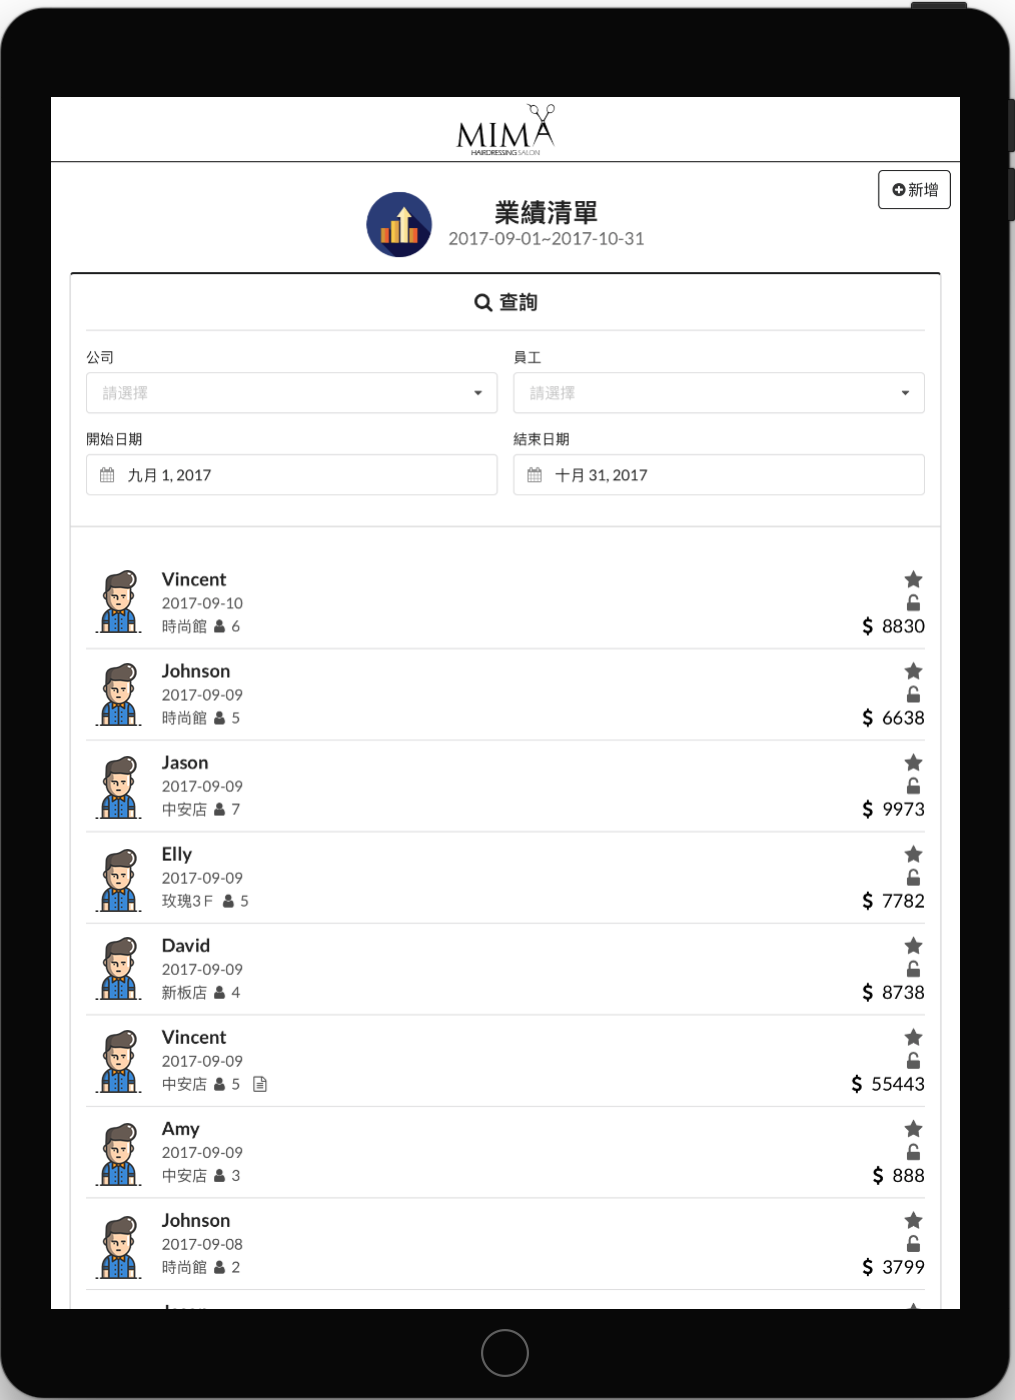 MIMA
HAIRDRESSING SALON
新增
業績清單
2017-09-01~2017-10-31
查詢
公司
員工
請選擇
請選擇
開始日期
結束日期
九月 1, 2017
十月 31, 2017
Vincent
2017-09-10
時尚館 6
$ 8830
Johnson
2017-09-09
時尚館 5
$ 6638
Jason
2017-09-09
中安店 7
$ 9973
Elly
2017-09-09
玫瑰3Ｆ 5
$ 7782
David
2017-09-09
新板店 4
$ 8738
Vincent
2017-09-09
中安店 5
$ 55443
Amy
2017-09-09
中安店 3
$ 888
Johnson
2017-09-08
時尚館 2
$ 3799